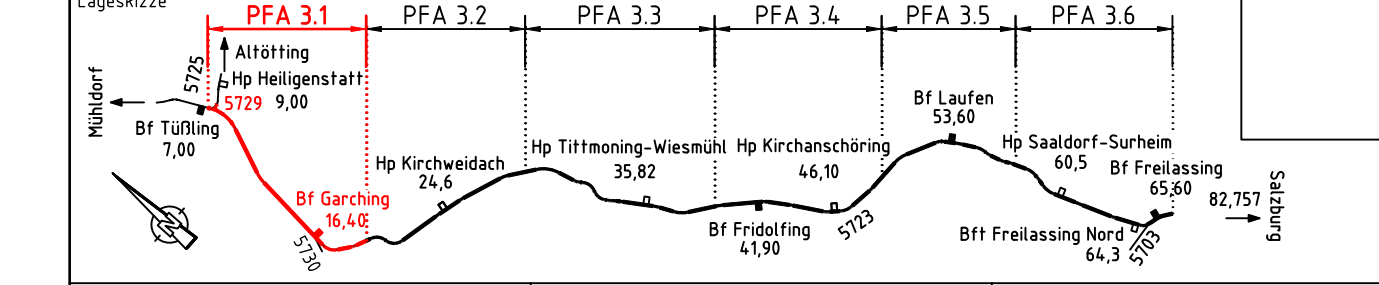 Lageskizze
PFA 3.1 PFA 3.2 PFA 3.3 PFA 3.4 PFA 3.5 PFA 3.6
Altötting
5725
Hp Heiligenstatt
5729 9,00
Mühldorf
Bf Tüßling
7,00
Bf Laufen
53,60
Hp Kirchweidach
24,6
Hp Tittmoning-Wiesmühl
35,82
Hp Kirchanschöring
46,10
Hp Saaldorf-Surheim
60,5
Bf Freilassing
65,60
82,757
Salzburg
Bf Garching
16,40
5730
Bf Fridolfing
41,90
5723
Bft Freilassing Nord
64,3
5703
N